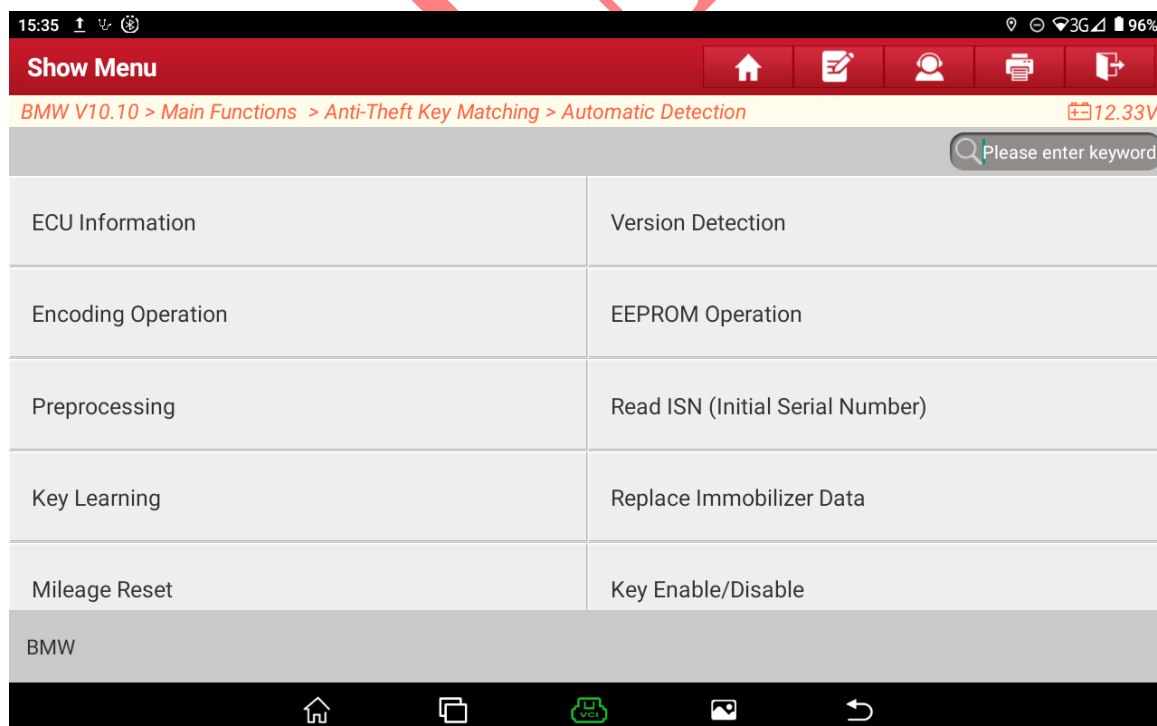 15:35 3G 96%
Show Menu
BMW V10.10 > Main Functions > Anti-Theft Key Matching > Automatic Detection 12.33V
Please enter keyword
ECU Information Version Detection
Encoding Operation EEPROM Operation
Preprocessing Read ISN (Initial Serial Number)
Key Learning Replace Immobilizer Data
Mileage Reset Key Enable/Disable
BMW
VCI